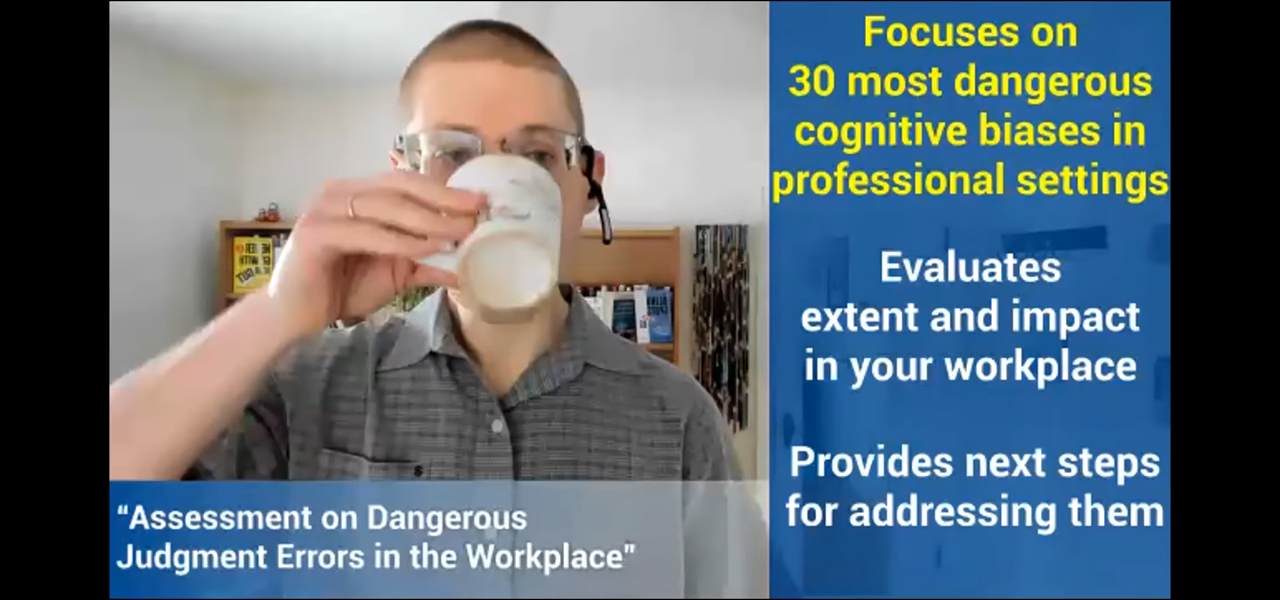 Focuses on
30 most dangerous
cognitive biases in
professional settings
Evaluates
extent and impact
in your workplace
Provides next steps
for addressing them
“Assessment on Dangerous
Judgment Errors in the Workplace”